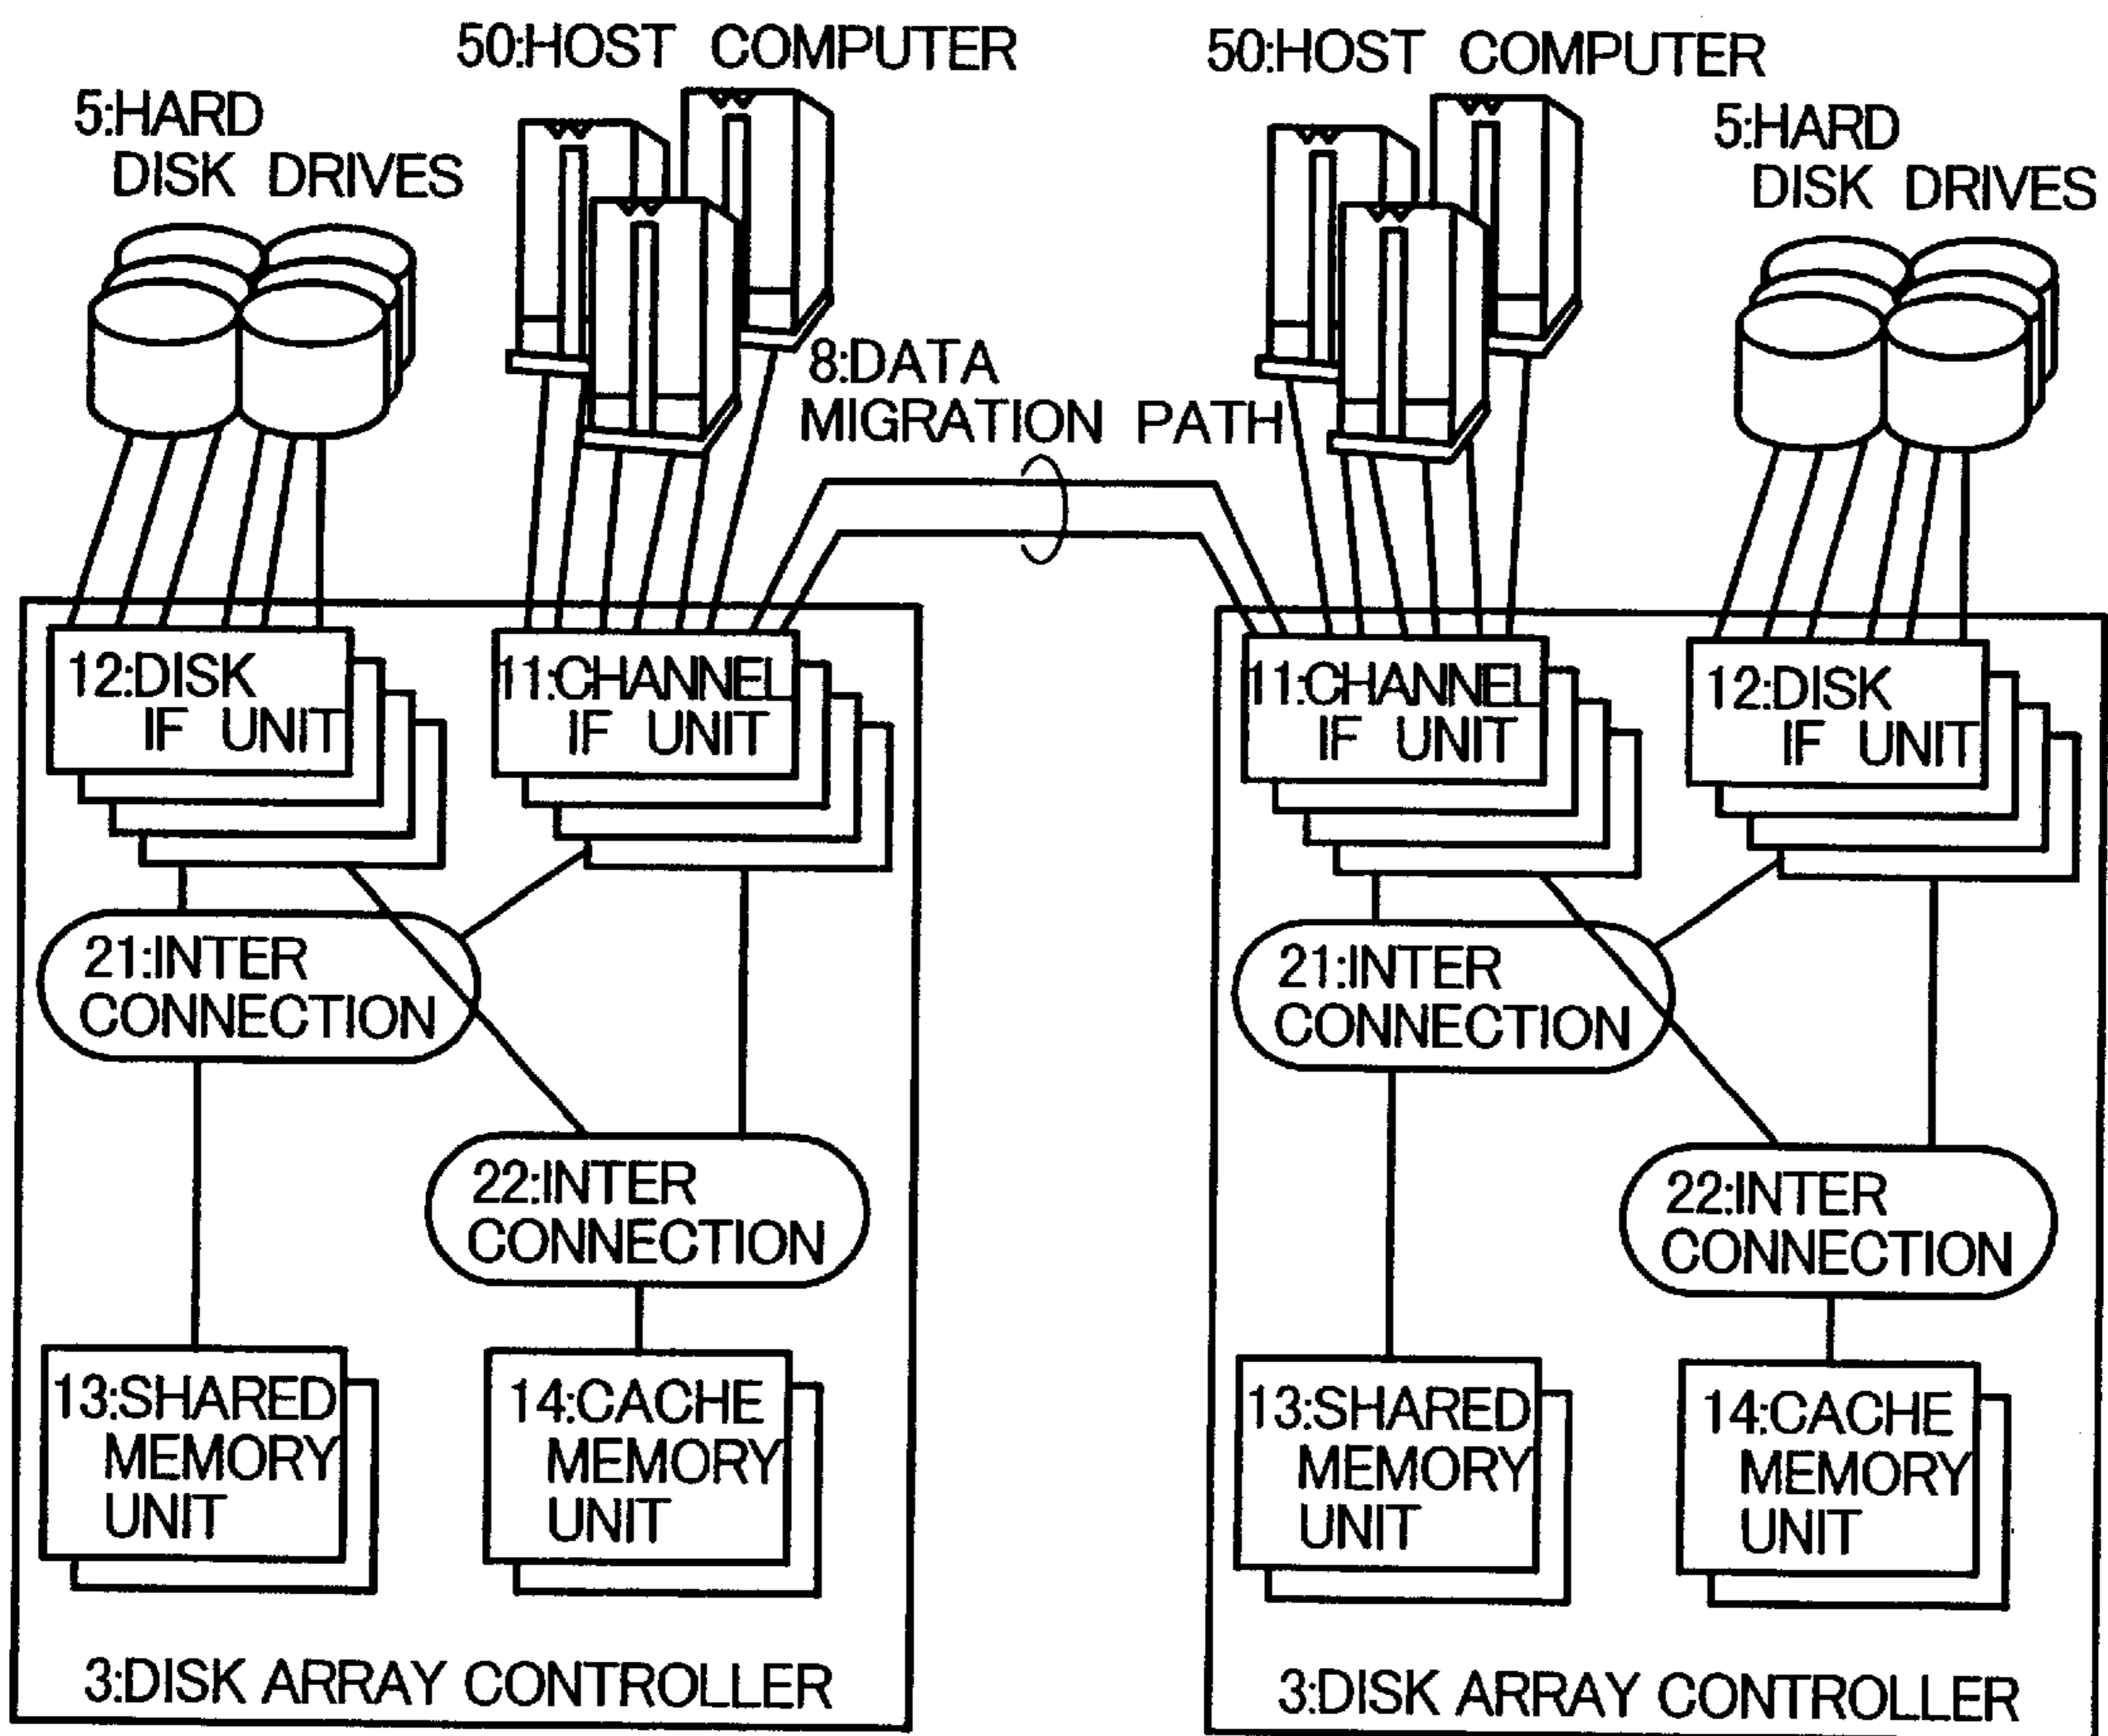 50:HOST COMPUTER
50:HOST COMPUTER
5:HARD
DISK DRIVES
5:HARD
DISK DRIVES
8:DATA
MIGRATION PATH
12:DISK
IF UNIT
11:CHANNEL
IF UNIT
11:CHANNEL
IF UNIT
12:DISK
IF UNIT
21:INTER
CONNECTION
21:INTER
CONNECTION
22:INTER
CONNECTION
22:INTER
CONNECTION
13:SHARED
MEMORY
UNIT
14:CACHE
MEMORY
UNIT
13:SHARED
MEMORY
UNIT
14:CACHE
MEMORY
UNIT
3:DISK ARRAY CONTROLLER
3:DISK ARRAY CONTROLLER